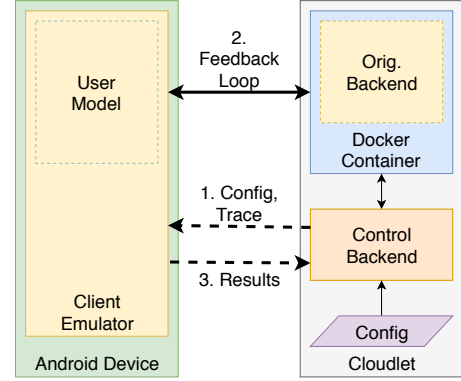 User
Model
2.
Feedback
Loop
Orig.
Backend
Docker
Container
1. Config,
Trace
Control
Backend
3. Results
Client
Emulator
Config
Android Device
Cloudlet